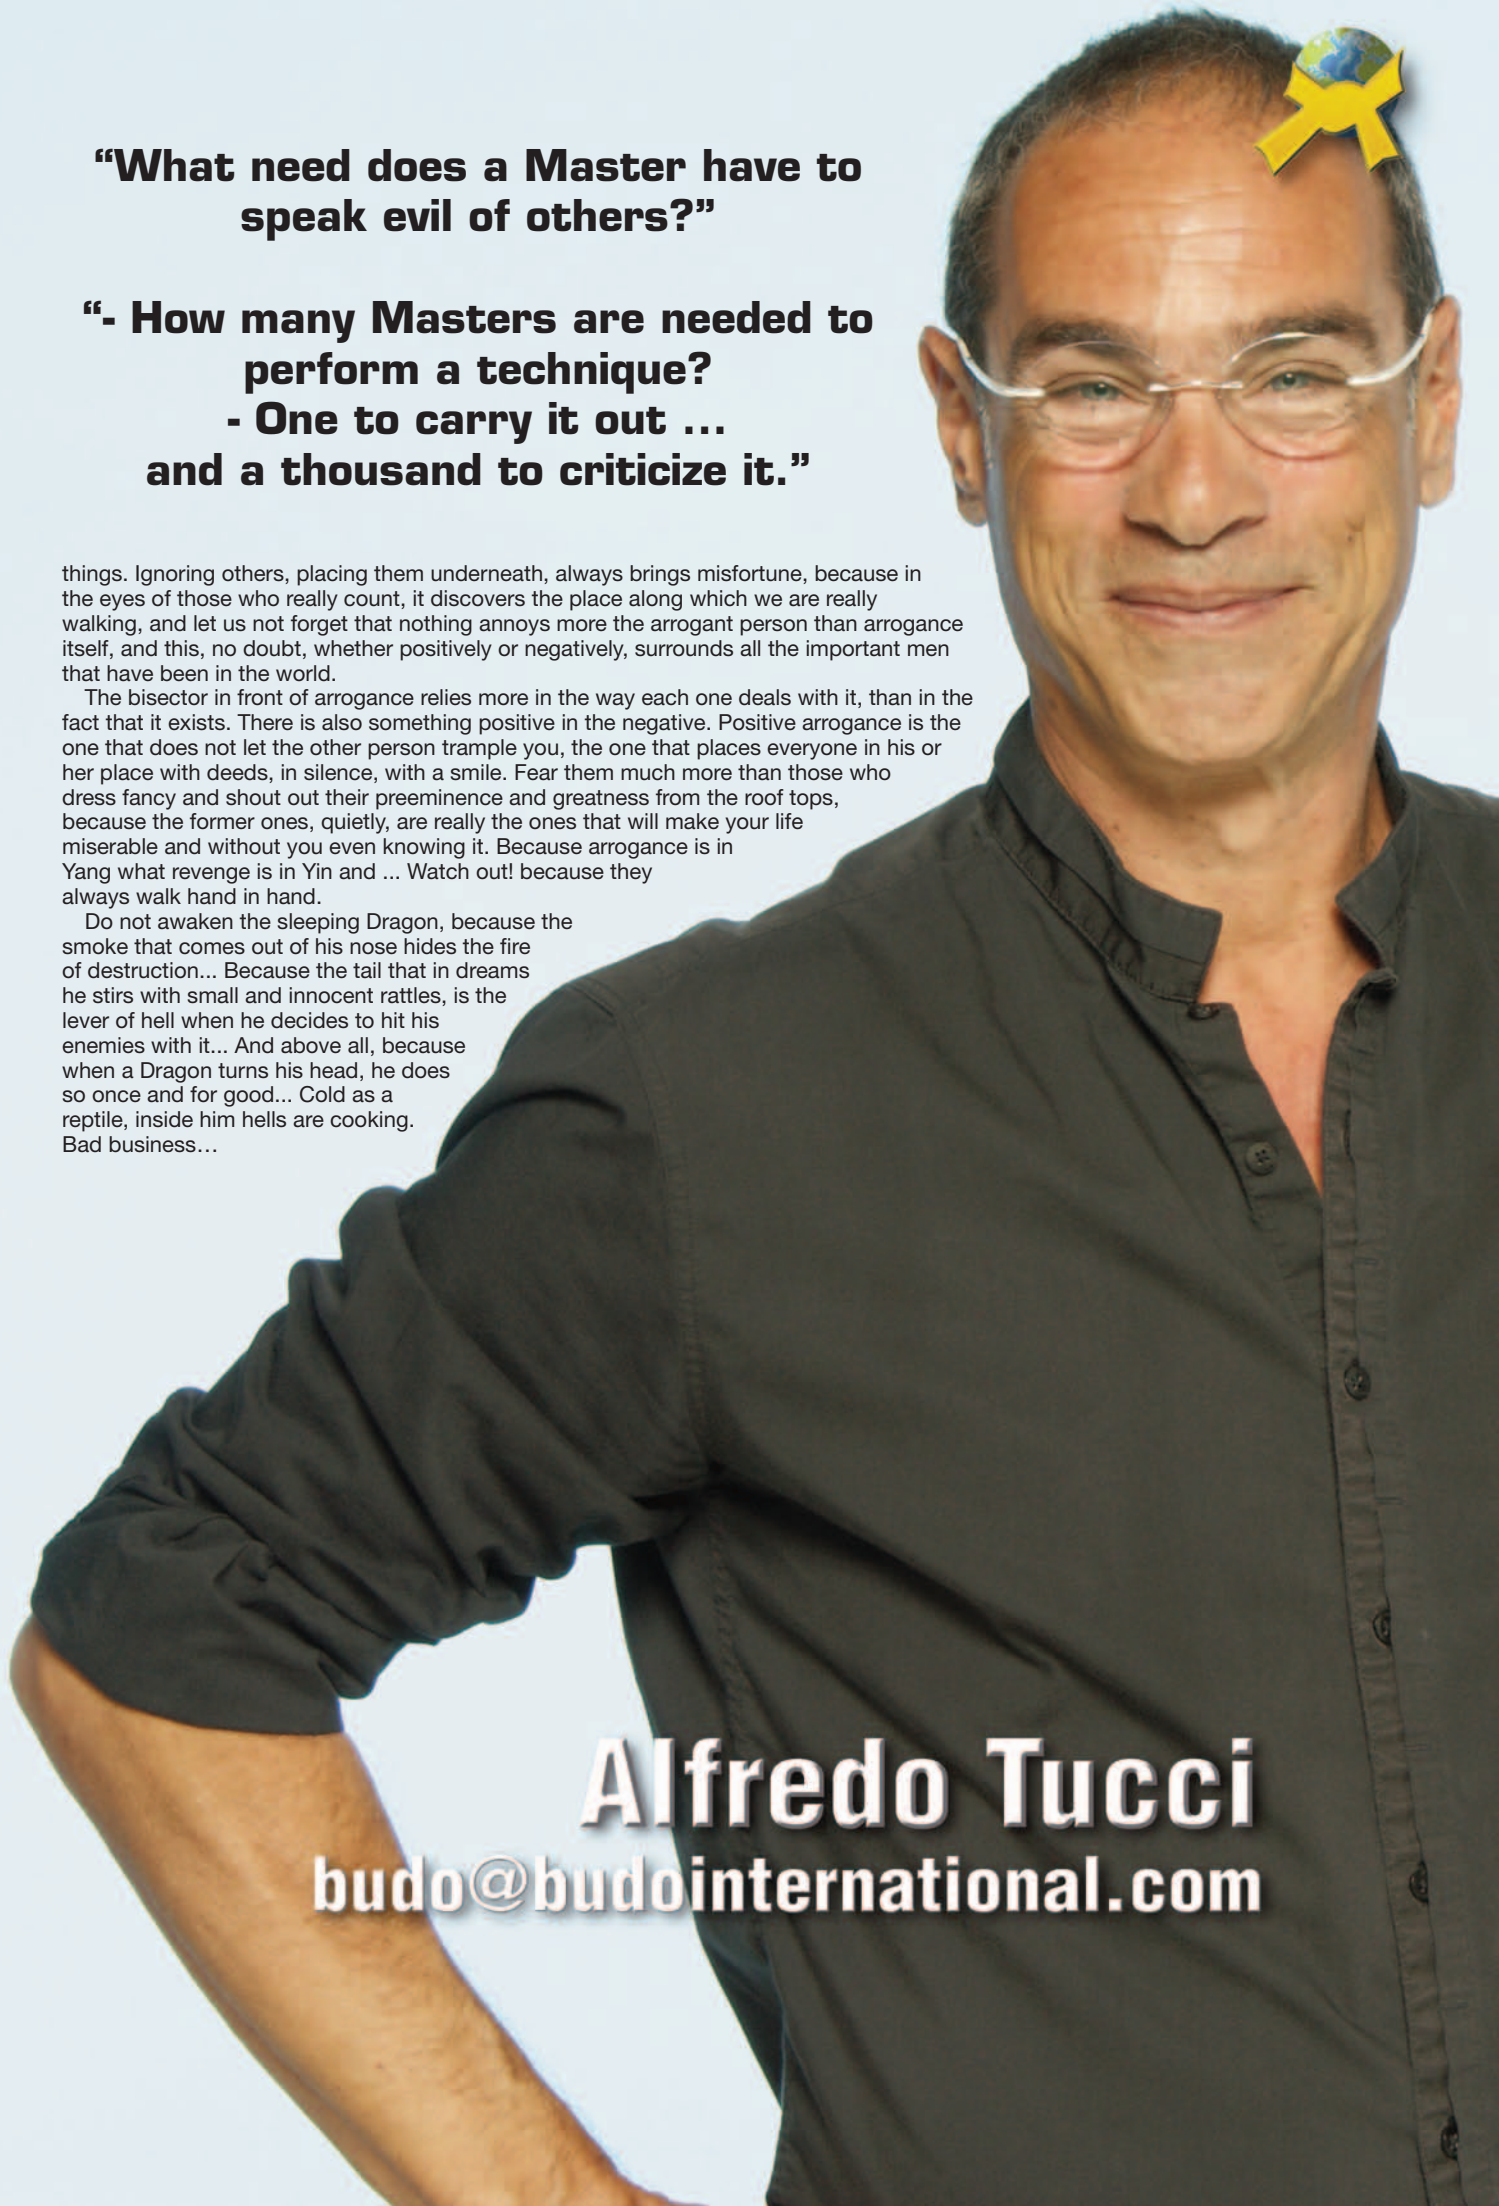 “What need does a Master have to
speak evil of others?”
“- How many Masters are needed to
perform a technique?
- One to carry it out ...
and a thousand to criticize it.”
things. Ignoring others, placing them underneath, always brings misfortune, because in
the eyes of those who really count, it discovers the place along which we are really
walking, and let us not forget that nothing annoys more the arrogant person than arrogance
itself, and this, no doubt, whether positively or negatively, surrounds all the important men
that have been in the world.
The bisector in front of arrogance relies more in the way each one deals with it, than in the
fact that it exists. There is also something positive in the negative. Positive arrogance is the
one that does not let the other person trample you, the one that places everyone in his or
her place with deeds, in silence, with a smile. Fear them much more than those who
dress fancy and shout out their preeminence and greatness from the roof tops,
because the former ones, quietly, are really the ones that will make your life
miserable and without you even knowing it. Because arrogance is in
Yang what revenge is in Yin and ... Watch out! because they
always walk hand in hand.
Do not awaken the sleeping Dragon, because the
smoke that comes out of his nose hides the fire
of destruction... Because the tail that in dreams
he stirs with small and innocent rattles, is the
lever of hell when he decides to hit his
enemies with it... And above all, because
when a Dragon turns his head, he does
so once and for good... Cold as a
reptile, inside him hells are cooking.
Bad business…
Alfredo Tucci
budo@budointernational.com